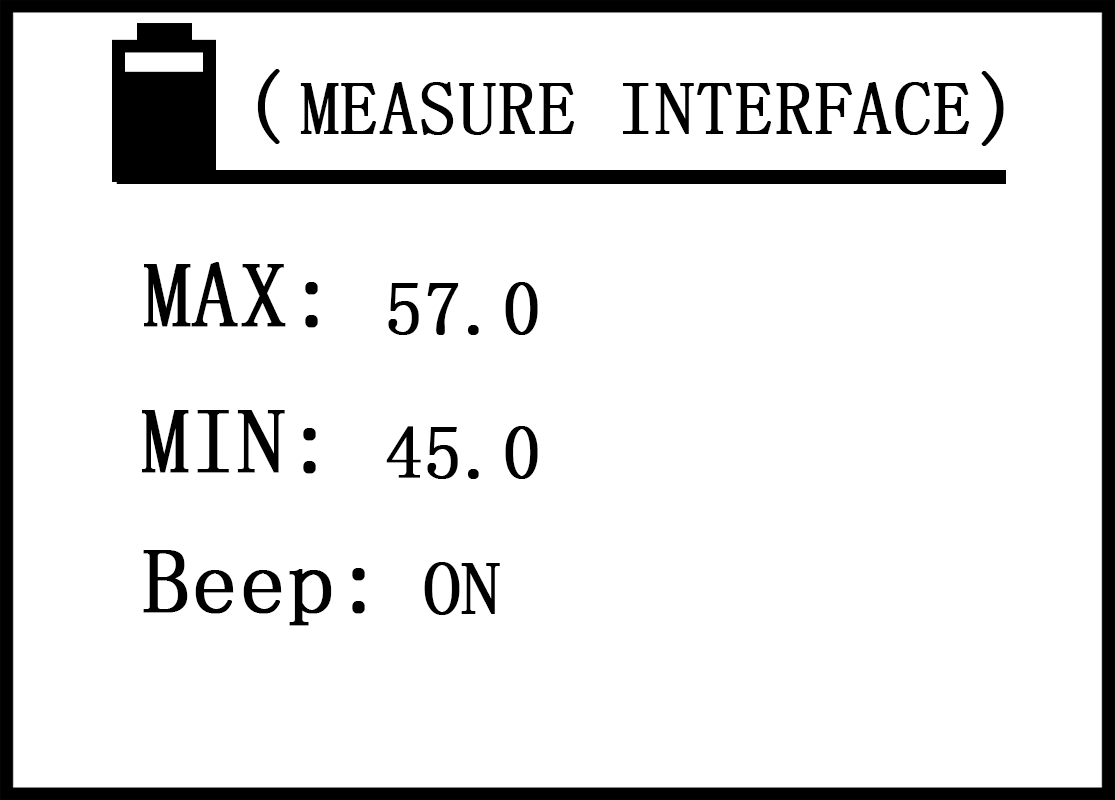 (MEASURE INTERFACE)
MAX: 57.0
MIN: 45.0
Beep: ON